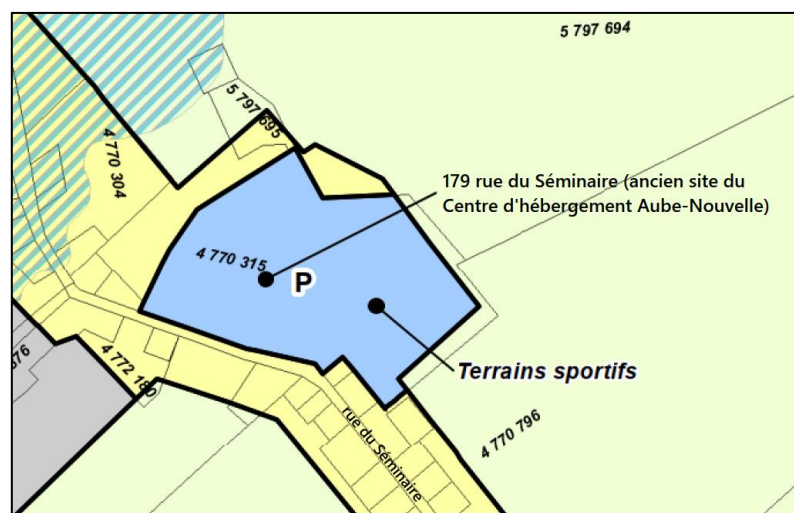 5 797 694
5 797 695
4 770 304
179 rue du Séminaire (ancien site du
Centre d'hébergement Aube-Nouvelle)
4 770 315
P
Terrains sportifs
676
4 772 180
rue du Séminaire
4 770 796